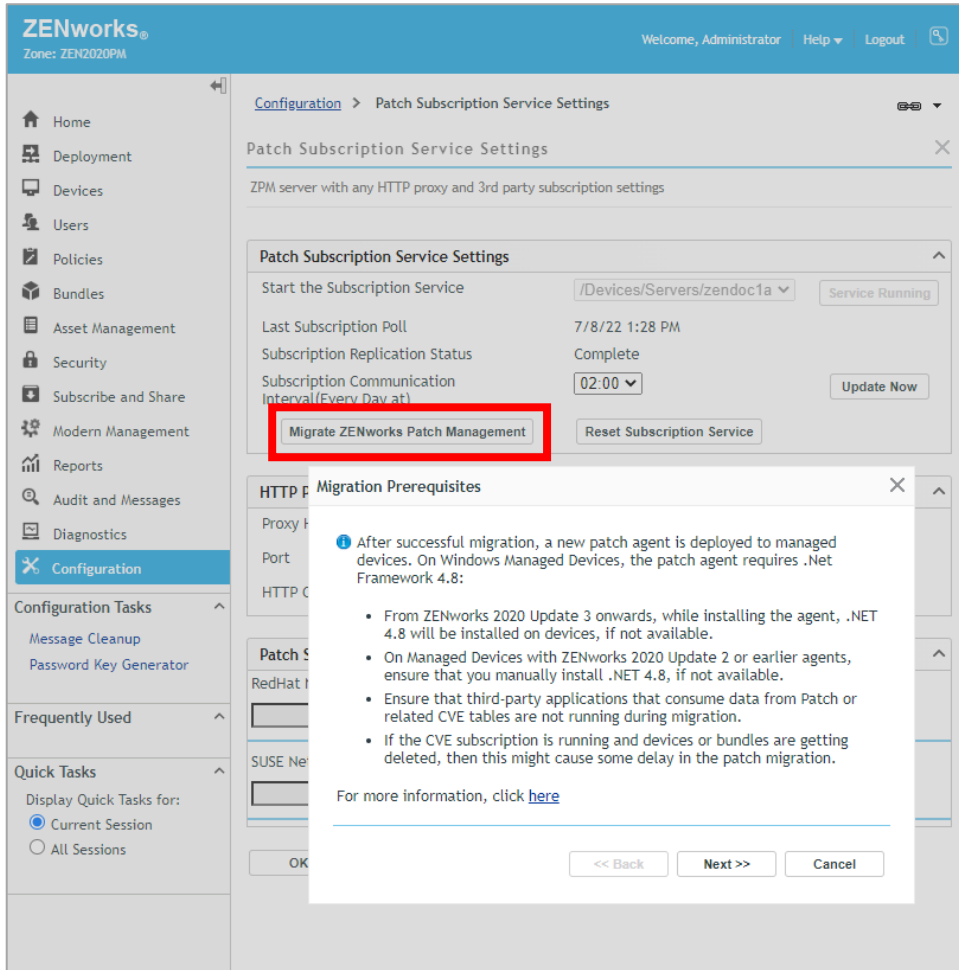 ZENworks®
Zone: ZEN2020PM
Welcome, Administrator
Help
Logout
Home
Deployment
Devices
Users
Policies
Bundles
Asset Management
Security
Subscribe and Share
Modern Management
Reports
Audit and Messages
Diagnostics
Configuration
Configuration Tasks
Message Cleanup
Password Key Generator
Frequently Used
Quick Tasks
Display Quick Tasks for:
Current Session
All Sessions
Configuration > Patch Subscription Service Settings
Patch Subscription Service Settings
ZPM server with any HTTP proxy and 3rd party subscription settings
Patch Subscription Service Settings
Start the Subscription Service
/Devices/Servers/zendoc1a
Service Running
Last Subscription Poll
7/8/22 1:28 PM
Subscription Replication Status
Complete
Subscription Communication
Interval(Every Day at)
02:00
Update Now
Migrate ZENworks Patch Management
Reset Subscription Service
HTTP P
Proxy H
Port
HTTP C
Patch S
RedHat
SUSE Ne
OK
Migration Prerequisites
After successful migration, a new patch agent is deployed to managed
devices. On Windows Managed Devices, the patch agent requires .Net
Framework 4.8:
• From ZENworks 2020 Update 3 onwards, while installing the agent, .NET
4.8 will be installed on devices, if not available.
• On Managed Devices with ZENworks 2020 Update 2 or earlier agents,
ensure that you manually install .NET 4.8, if not available.
• Ensure that third-party applications that consume data from Patch or
related CVE tables are not running during migration.
• If the CVE subscription is running and devices or bundles are getting
deleted, then this might cause some delay in the patch migration.
For more information, click here
<< Back
Next >>
Cancel